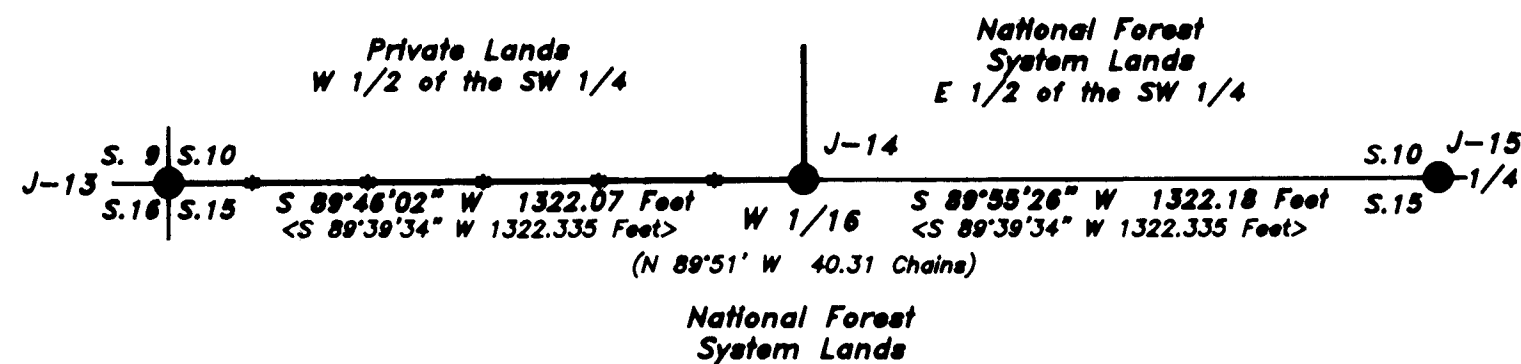 Private Lands
W 1/2 of the SW 1/4
National Forest
System Lands
E 1/2 of the SW 1/4
S. 9 S.10
J-13
S.16 S.15
J-14
S.10 J-15
S.15 1/4
S 89°46'02" W 1322.07 Feet
<S 89°39'34" W 1322.335 Feet>
W 1/16
S 89°55'26" W 1322.18 Feet
<S 89°39'34" W 1322.335 Feet>
(N 89°51' W 40.31 Chains)
National Forest
System Lands